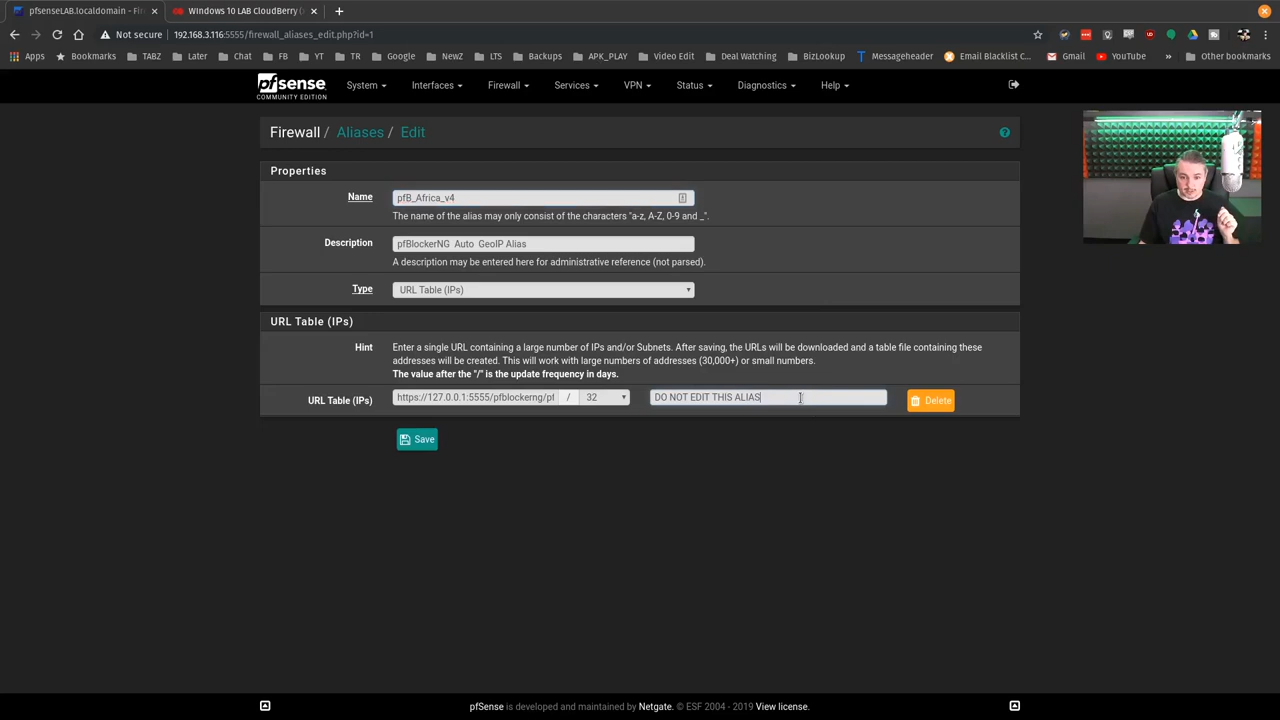 pfsenseLAB.localdomain - Fir
Windows 10 LAB CloudBerry
Not secure
192.168.3.116:5555/firewall_aliases_edit.php?id=1
Apps
Bookmarks
TABZ
Later
Chat
FB
YT
TR
Google
NewZ
LTS
Backups
APK_PLAY
Video Edit
Deal Watching
BizLookup
Messageheader
Email Blacklist C...
Gmail
YouTube
»
Other bookmarks
pfsense
COMMUNITY EDITION
System
Interfaces
Firewall
Services
VPN
Status
Diagnostics
Help
Firewall / Aliases / Edit
Properties
Name
pfB_Africa_v4
The name of the alias may only consist of the characters "a-z, A-Z, 0-9 and _".
Description
pfBlockerNG Auto GeoIP Alias
A description may be entered here for administrative reference (not parsed).
Type
URL Table (IPs)
URL Table (IPs)
Hint
Enter a single URL containing a large number of IPs and/or Subnets. After saving, the URLs will be downloaded and a table file containing these
addresses will be created. This will work with large numbers of addresses (30,000+) or small numbers.
The value after the "/" is the update frequency in days.
URL Table (IPs)
https://127.0.0.1:5555/pfblockerng/pf
/
32
DO NOT EDIT THIS ALIAS
Delete
Save
pfSense is developed and maintained by Netgate. © ESF 2004 - 2019 View license.